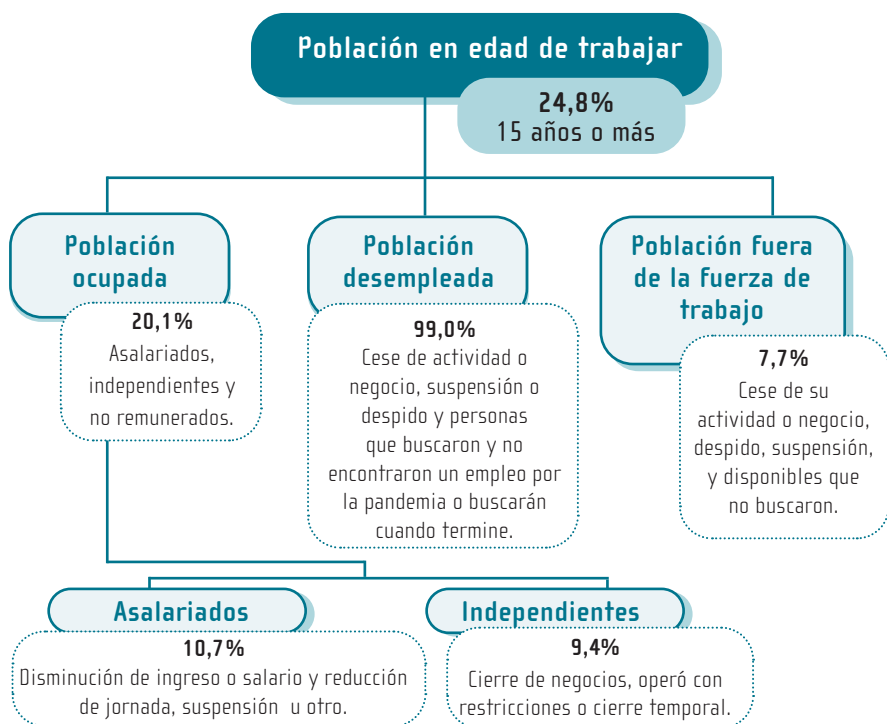 Población en edad de trabajar
24,8%
15 años o más
Población
ocupada
20,1%
Asalariados,
independientes y
no remunerados.
Población
desempleada
99,0%
Cese de actividad o
negocio, suspensión o
despido y personas
que buscaron y no
encontraron un empleo por
la pandemia o buscarán
cuando termine.
Población fuera
de la fuerza de
trabajo
7,7%
Cese de su
actividad o negocio,
despido, suspensión,
y disponibles que
no buscaron.
Asalariados
10,7%
Disminución de ingreso o salario y reducción
de jornada, suspensión u otro.
Independientes
9,4%
Cierre de negocios, operó con
restricciones o cierre temporal.